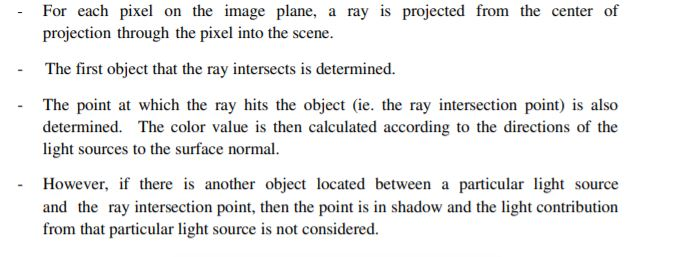 - For each pixel on the image plane, a ray is projected from the center of
projection through the pixel into the scene.
- The first object that the ray intersects is determined.
- The point at which the ray hits the object (ie. the ray intersection point) is also
determined. The color value is then calculated according to the directions of the
light sources to the surface normal.
- However, if there is another object located between a particular light source
and the ray intersection point, then the point is in shadow and the light contribution
from that particular light source is not considered.